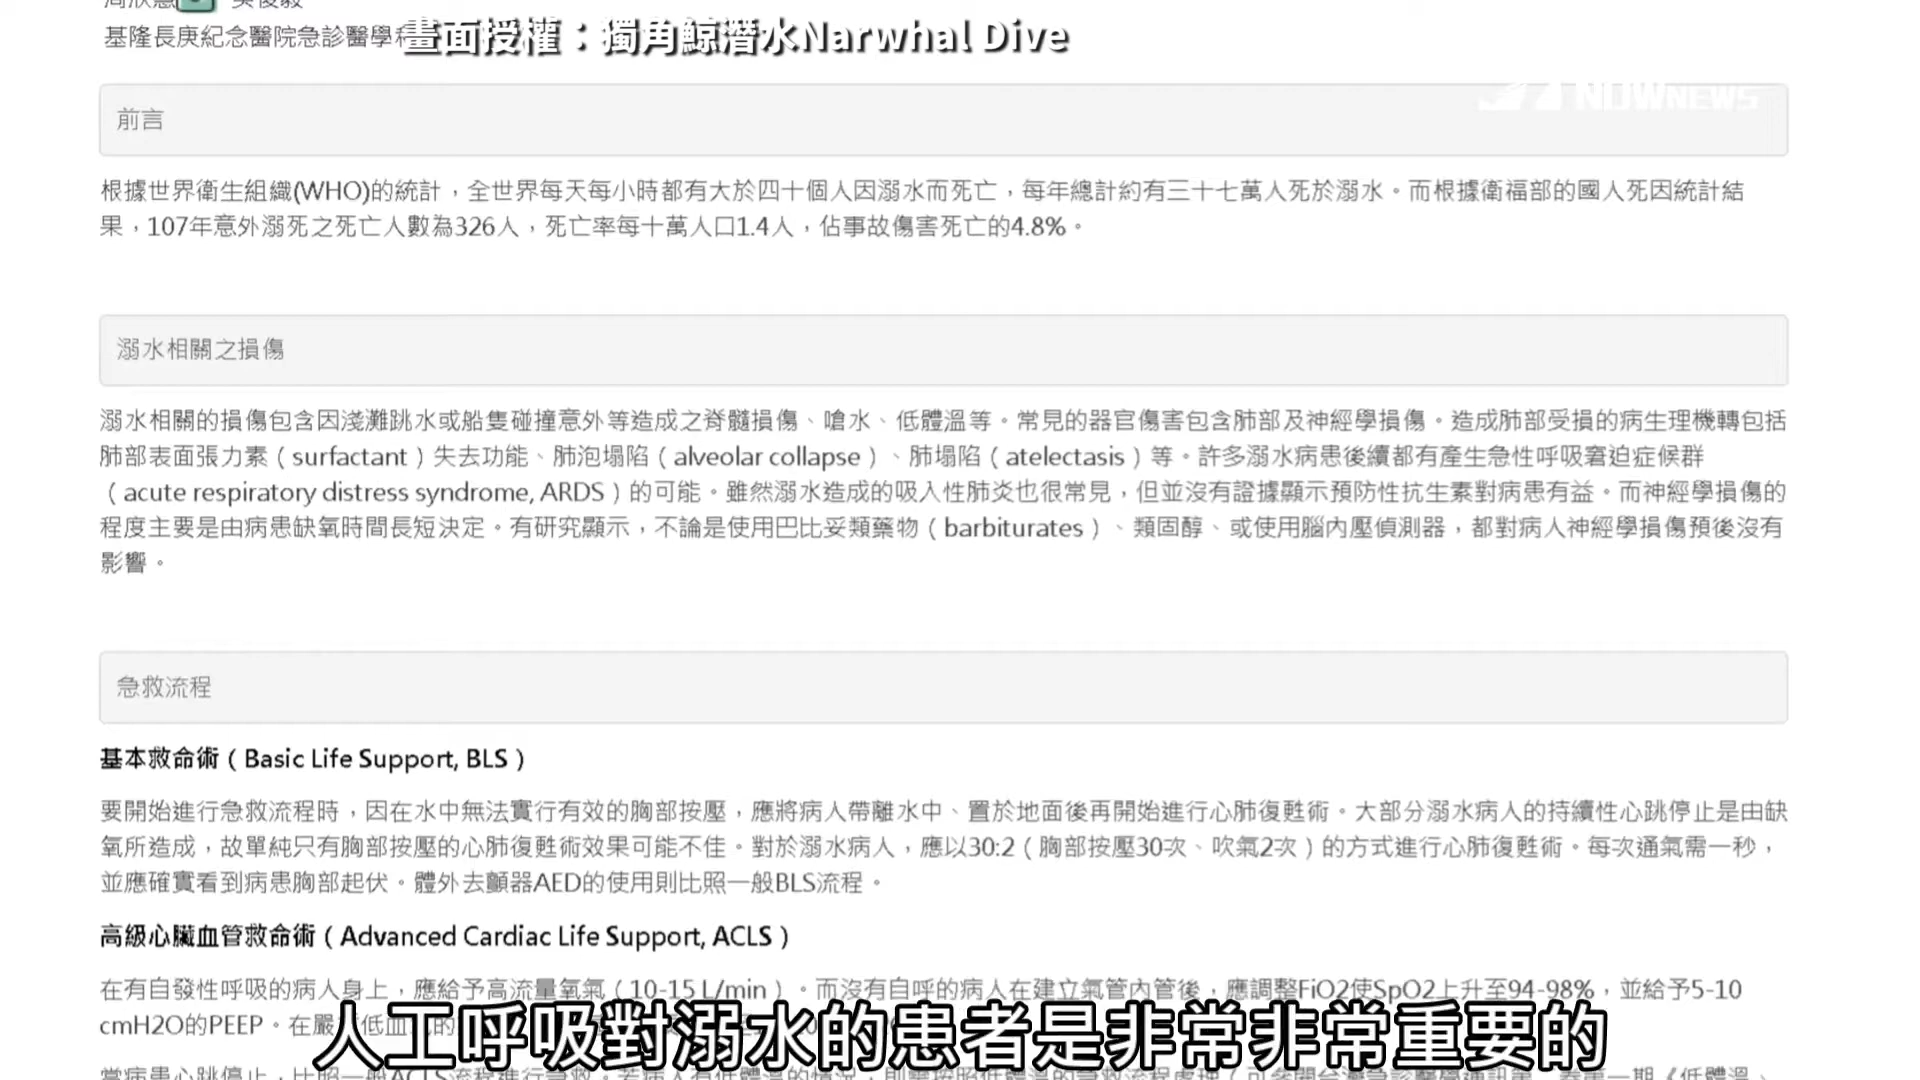 基隆長庚紀念醫院急診醫學科
畫面授權：獨角鯨潛水Narwhal Dive
NOWNEWS
前言
根據世界衛生組織(WHO)的統計，全世界每天每小時都有大於四十個人因溺水而死亡，每年總計約有三十七萬人死於溺水。而根據衛福部的國人死因統計結
果，107年意外溺死之死亡人數為326人，死亡率每十萬人口1.4人，佔事故傷害死亡的4.8%。
溺水相關之損傷
溺水相關的損傷包含因淺灘跳水或船隻碰撞意外等造成之脊髓損傷、嗆水、低體溫等。常見的器官傷害包含肺部及神經學損傷。造成肺部受損的病生理機轉包括
肺部表面張力素（surfactant）失去功能、肺泡塌陷（alveolar collapse）、肺塌陷（atelectasis）等。許多溺水病患後續都有產生急性呼吸窘迫症候群
（acute respiratory distress syndrome, ARDS）的可能。雖然溺水造成的吸入性肺炎也很常見，但並沒有證據顯示預防性抗生素對病患有益。而神經學損傷的
程度主要是由病患缺氧時間長短決定。有研究顯示，不論是使用巴比妥類藥物（barbiturates）、類固醇、或使用腦內壓偵測器，都對病人神經學損傷預後沒有
影響。
急救流程
基本救命術（Basic Life Support, BLS）
要開始進行急救流程時，因在水中無法實行有效的胸部按壓，應將病人帶離水中、置於地面後再開始進行心肺復甦術。大部分溺水病人的持續性心跳停止是由缺
氧所造成，故單純只有胸部按壓的心肺復甦術效果可能不佳。對於溺水病人，應以30:2（胸部按壓30次、吹氣2次）的方式進行心肺復甦術。每次通氣需一秒，
並應確實看到病患胸部起伏。體外去顫器AED的使用則比照一般BLS流程。
高級心臟血管救命術（Advanced Cardiac Life Support, ACLS）
在有自發性呼吸的病人身上，應給予高流量氧氣（10-15 L/min）。而沒有自呼的病人在建立氣管內管後，應調整FiO2使SpO2上升至94-98%，並給予5-10
cmH2O的PEEP。在嚴
人工呼吸對溺水的患者是非常非常重要的